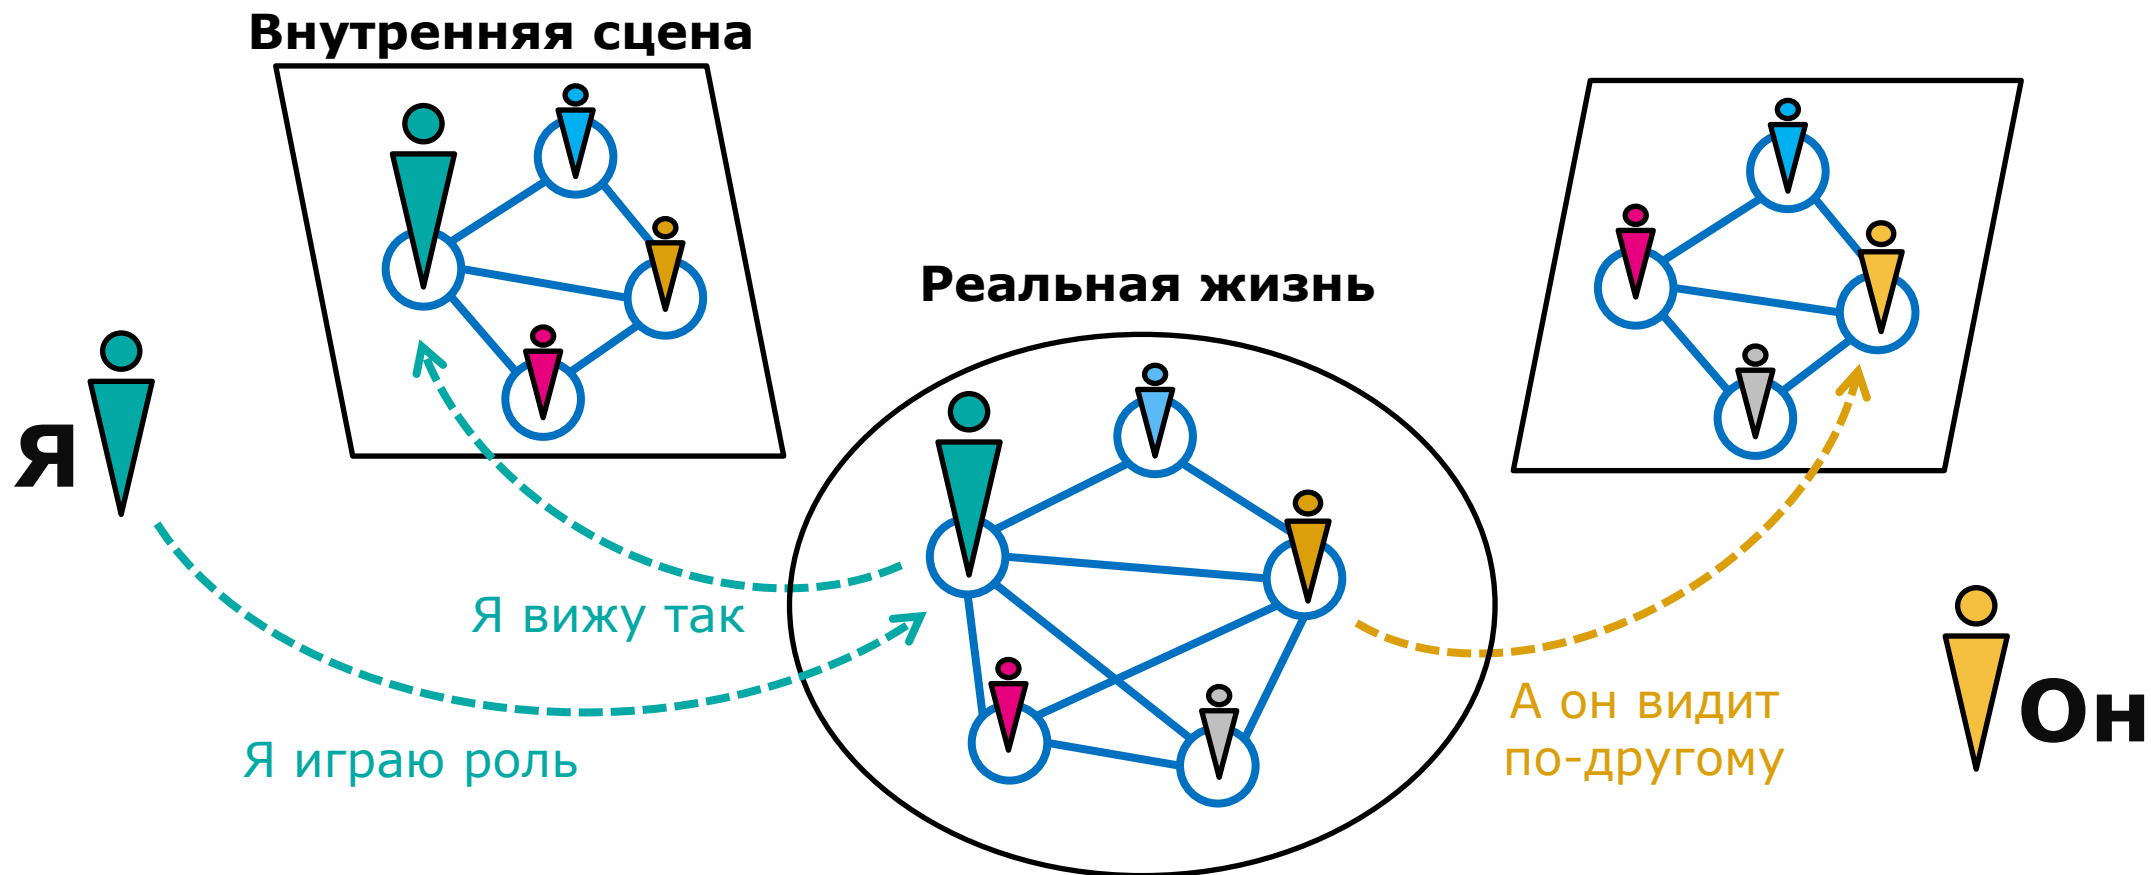 Внутренняя сцена
Реальная жизнь
Я
Я вижу так
Я играю роль
А он видит
по-другому
Он